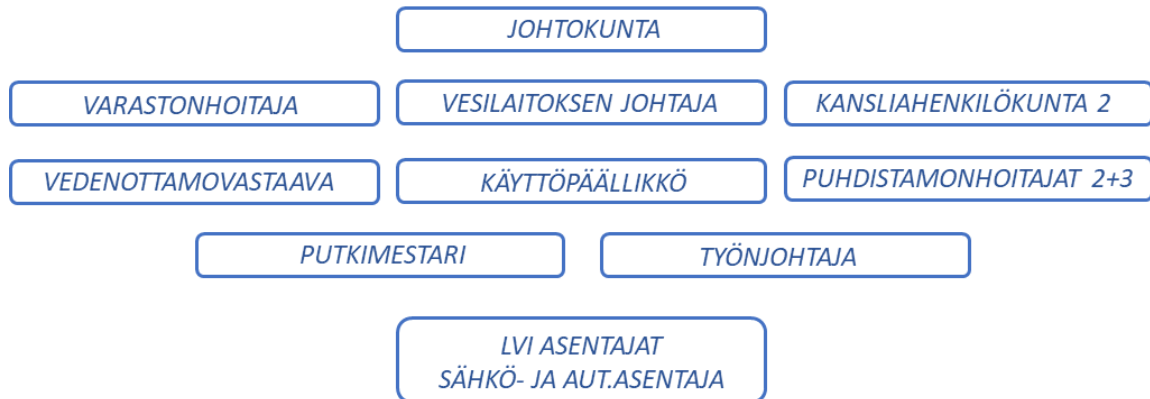 JOHTOKUNTA
VARASTONHOITAJA
VESILAITOKSEN JOHTAJA
KANSLIAHENKILÖKUNTA 2
VEDENOTTAMOVASTAAVA
KÄYTTÖPÄÄLLIKKÖ
PUHDISTAMONHOITAJAT 2+3
PUTKIMESTARI
TYÖNJOHTAJA
LVI ASENTAJAT
SÄHKÖ- JA AUT.ASENTAJA